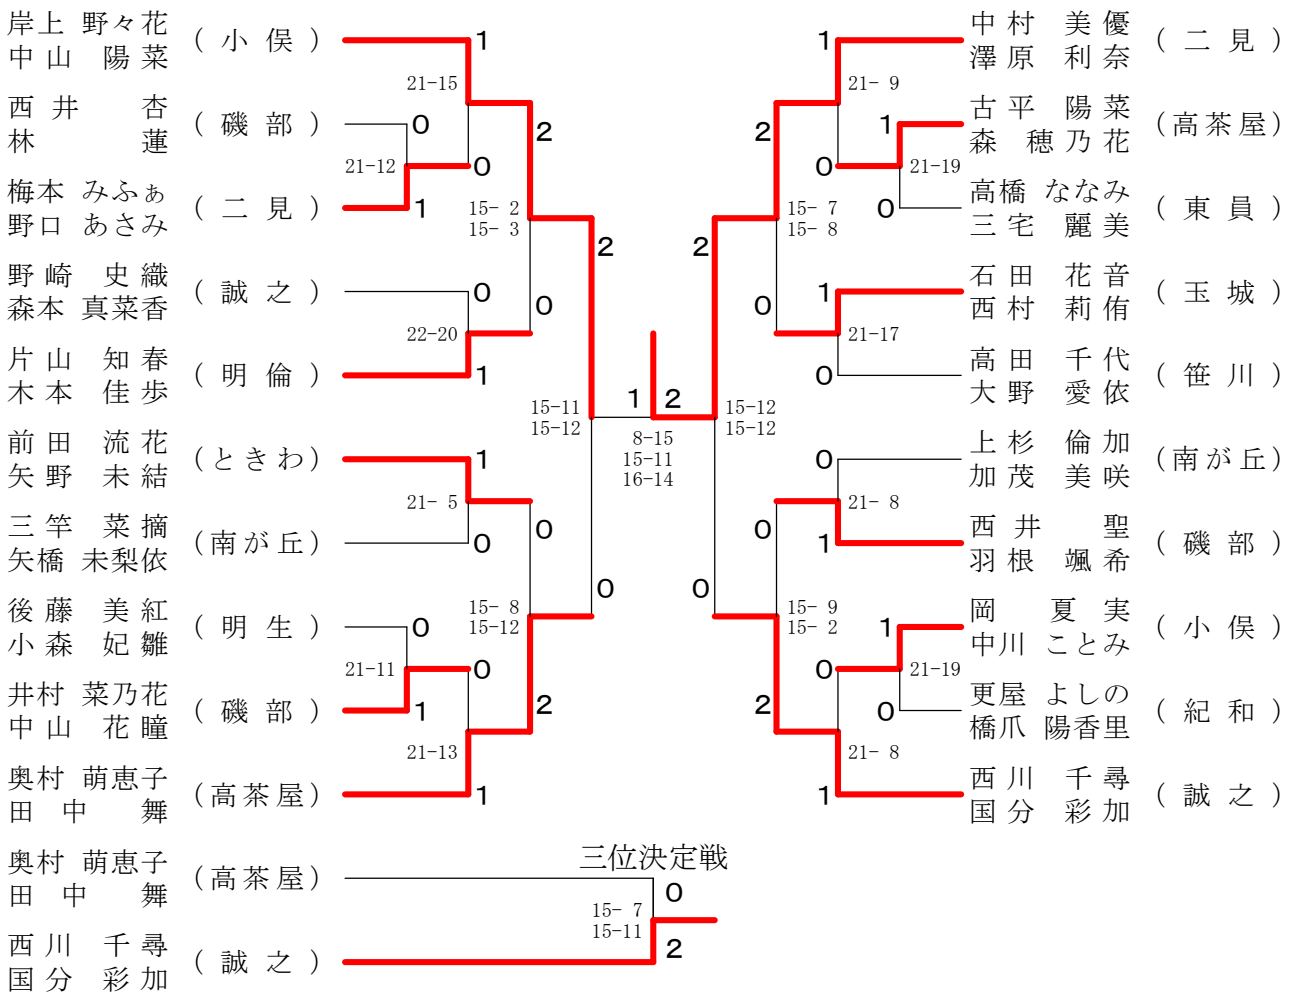 岸上 野々花
中山 陽菜
(小俣)
1
21-15
西井 杏
林 蓮
(磯部)
0
21-12
0
梅本 みふぁ
野口 あさみ
(二見)
1
2
15- 2
15- 3
野崎 史織
森本 真菜香
(誠之)
0
22-20
0
片山 知春
木本 佳歩
(明倫)
1
2
15-11
15-12
前田 流花
矢野 未結
(ときわ)
1
21- 5
三竿 菜摘
矢橋 未梨依
(南が丘)
0
0
後藤 美紅
小森 妃雛
(明生)
0
21-11
0
15- 8
15-12
0
井村 菜乃花
中山 花瞳
(磯部)
1
21-13
2
奥村 萌恵子
田中 舞
(高茶屋)
1
1 2
8-15
15-11
16-14
中村 美優
澤原 利奈
(二見)
1
21- 9
古平 陽菜
森 穂乃花
(高茶屋)
1
21-19
0
高橋 ななみ
三宅 麗美
(東員)
0
2
15- 7
15- 8
石田 花音
西村 莉侑
(玉城)
1
21-17
0
高田 千代
大野 愛依
(笹川)
0
2
15-12
15-12
上杉 倫加
加茂 美咲
(南が丘)
0
21- 8
西井 聖
羽根 颯希
(磯部)
1
0
岡 夏実
中川 ことみ
(小俣)
1
21-19
0
15- 9
15- 2
0
更屋 よしの
橋爪 陽香里
(紀和)
0
21- 8
2
西川 千尋
国分 彩加
(誠之)
1
三位決定戦
奥村 萌恵子
田中 舞
(高茶屋)
0
15- 7
15-11
西川 千尋
国分 彩加
(誠之)
2